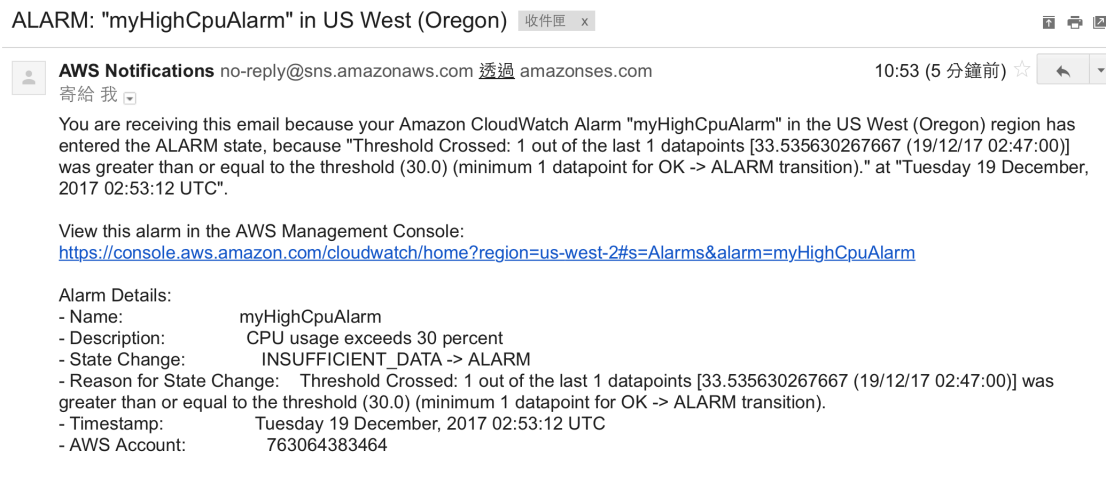 ALARM: "myHighCpuAlarm" in US West (Oregon) 收件匣 x
AWS Notifications no-reply@sns.amazonaws.com 透過 amazonses.com 10:53 (5 分鐘前)
寄給 我
You are receiving this email because your Amazon CloudWatch Alarm "myHighCpuAlarm" in the US West (Oregon) region has
entered the ALARM state, because "Threshold Crossed: 1 out of the last 1 datapoints [33.535630267667 (19/12/17 02:47:00)]
was greater than or equal to the threshold (30.0) (minimum 1 datapoint for OK -> ALARM transition)." at "Tuesday 19 December,
2017 02:53:12 UTC".
View this alarm in the AWS Management Console:
https://console.aws.amazon.com/cloudwatch/home?region=us-west-2#s=Alarms&alarm=myHighCpuAlarm
Alarm Details:
- Name: myHighCpuAlarm
- Description: CPU usage exceeds 30 percent
- State Change: INSUFFICIENT_DATA -> ALARM
- Reason for State Change: Threshold Crossed: 1 out of the last 1 datapoints [33.535630267667 (19/12/17 02:47:00)] was
greater than or equal to the threshold (30.0) (minimum 1 datapoint for OK -> ALARM transition).
- Timestamp: Tuesday 19 December, 2017 02:53:12 UTC
- AWS Account: 763064383464